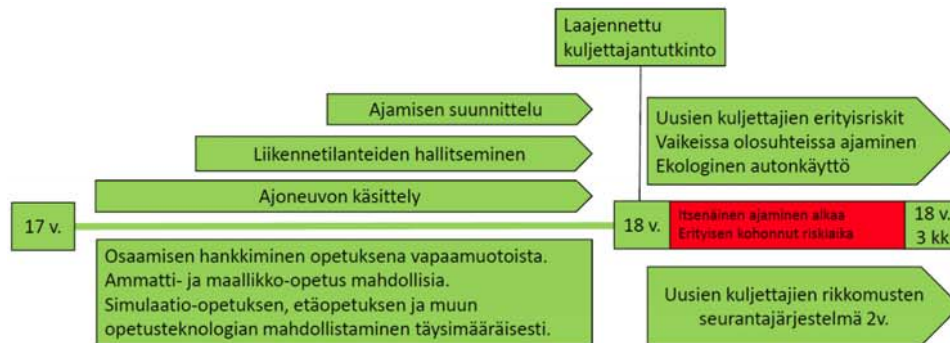 Laajennettu
kuljettajantutkinto
Ajamisen suunnittelu
Liikennetilanteiden hallitseminen
Ajoneuvon käsittely
Uusien kuljettajien erityisriskit
Vaikeissa olosuhteissa ajaminen
Ekologinen autonkäyttö
17 v.
18 v.
Itsenäinen ajaminen alkaa
Erityisen kohonnut riskiaika
18 v.
3 kk
Osaamisen hankkiminen opetuksena vapaamuotoista.
Ammatti- ja maallikko-opetus mahdollisia.
Simulaatio-opetuksen, etäopetuksen ja muun
opetusteknologian mahdollistaminen täysimääräisesti.
Uusien kuljettajien rikkomusten
seurantajärjestelmä 2v.